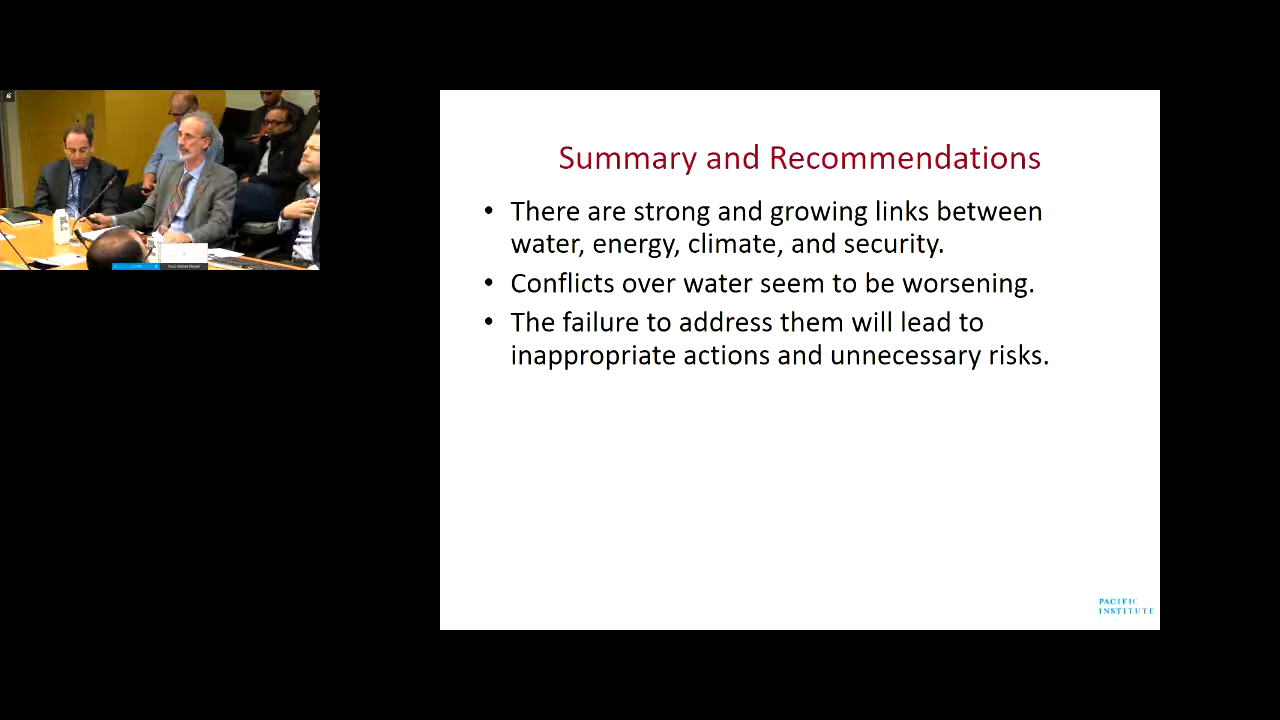 Summary and Recommendations
• There are strong and growing links between
water, energy, climate, and security.
• Conflicts over water seem to be worsening.
• The failure to address them will lead to
inappropriate actions and unnecessary risks.
PACIFIC
INSTITUTE